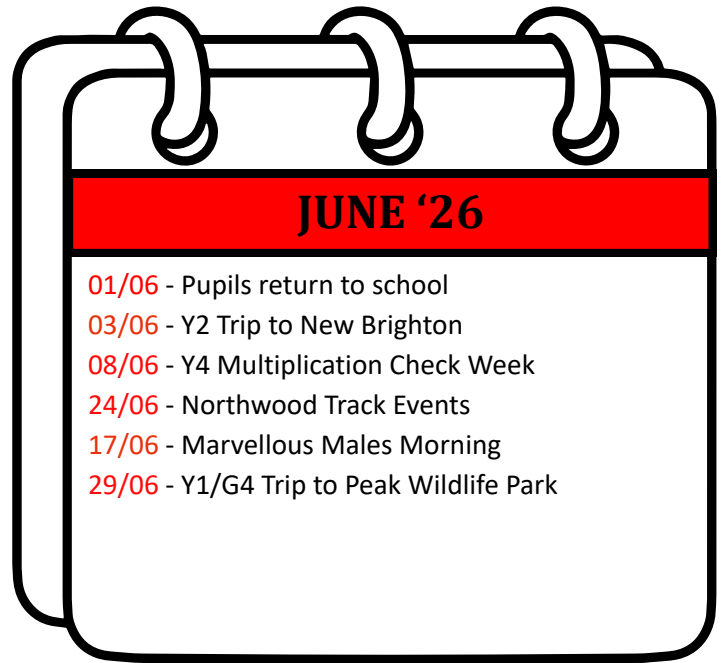 JUNE ‘26
01/06 - Pupils return to school
03/06 - Y2 Trip to New Brighton
08/06 - Y4 Multiplication Check Week
24/06 - Northwood Track Events
17/06 - Marvellous Males Morning
29/06 - Y1/G4 Trip to Peak Wildlife Park